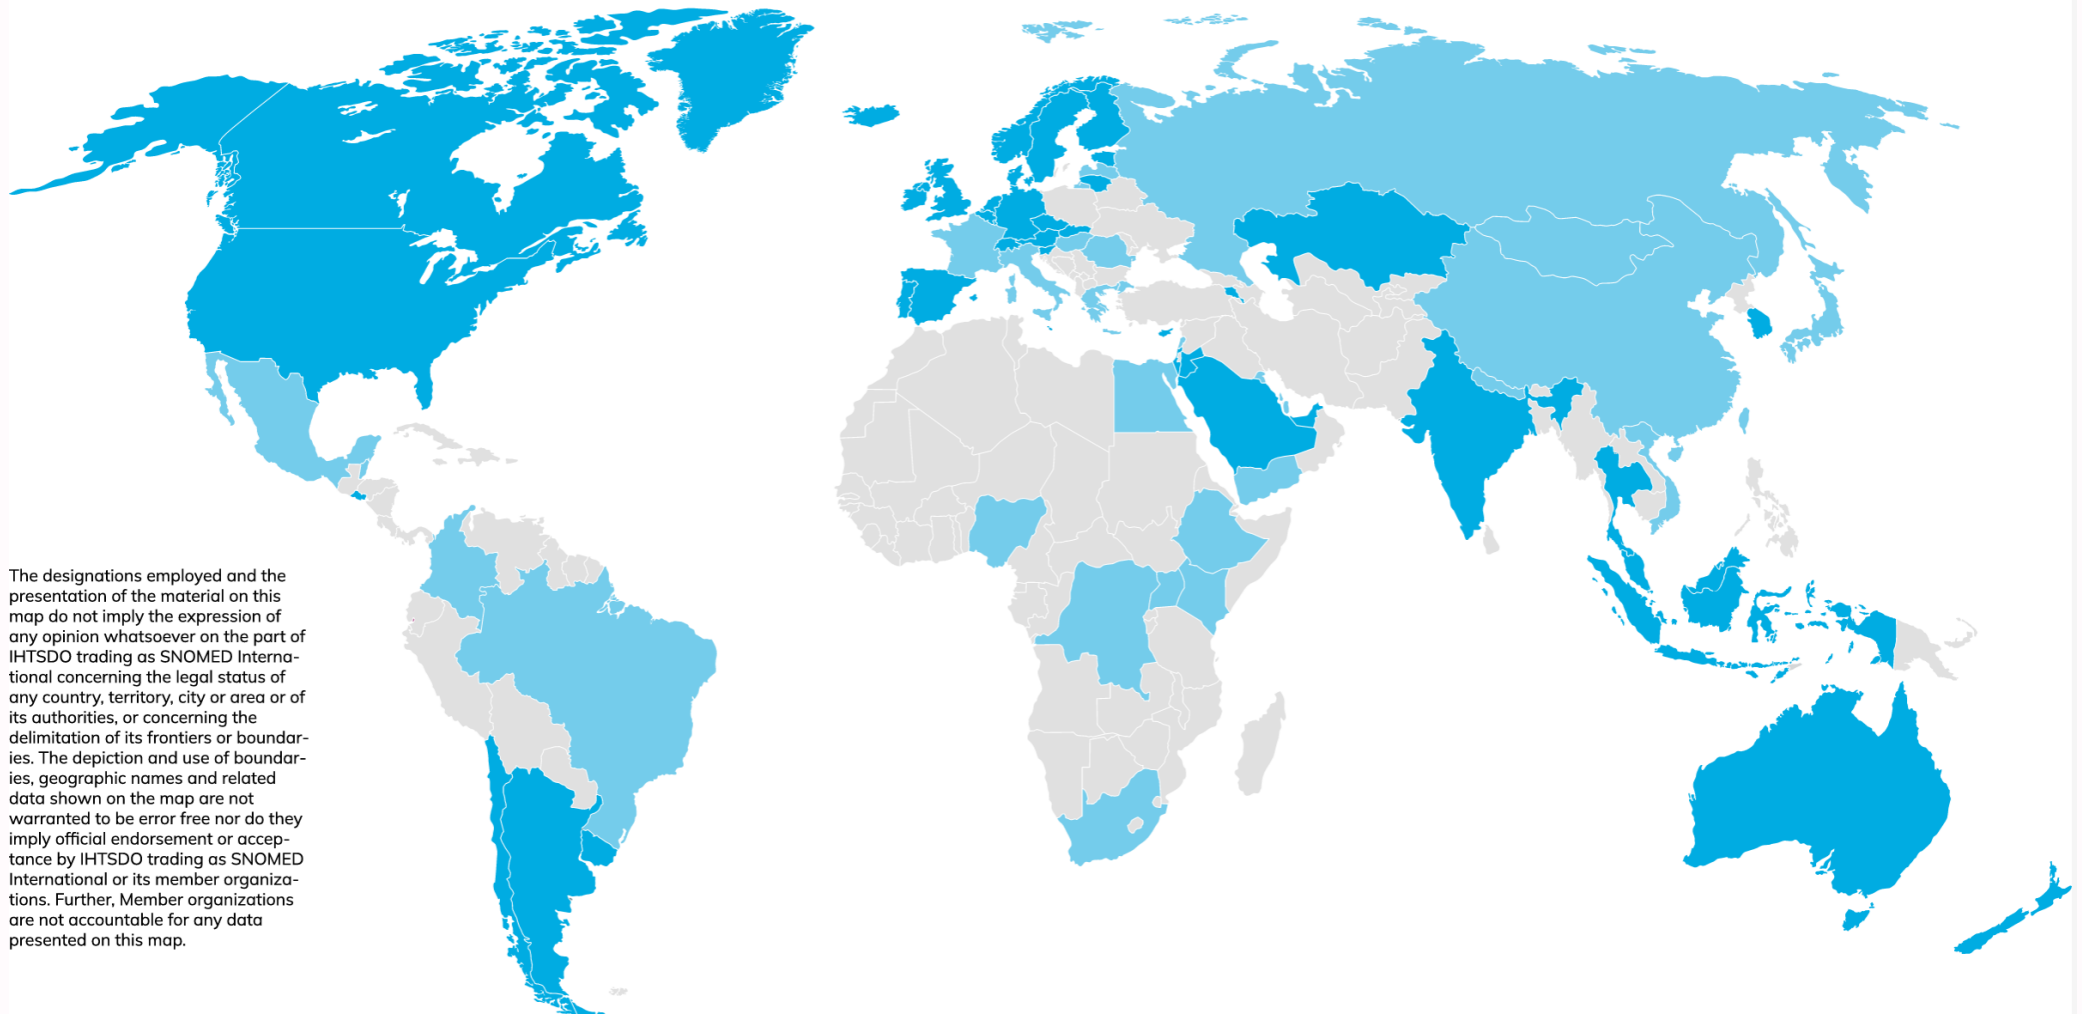 The designations employed and the
presentation of the material on this
map do not imply the expression of
any opinion whatsoever on the part of
IHTSDO trading as SNOMED Interna-
tional concerning the legal status of
any country, territory, city or area or of
its authorities, or concerning the
delimitation of its frontiers or boundar-
ies. The depiction and use of boundar-
ies, geographic names and related
data shown on the map are not
warranted to be error free nor do they
imply official endorsement or accep-
tance by IHTSDO trading as SNOMED
International or its member organiza-
tions. Further, Member organizations
are not accountable for any data
presented on this map.